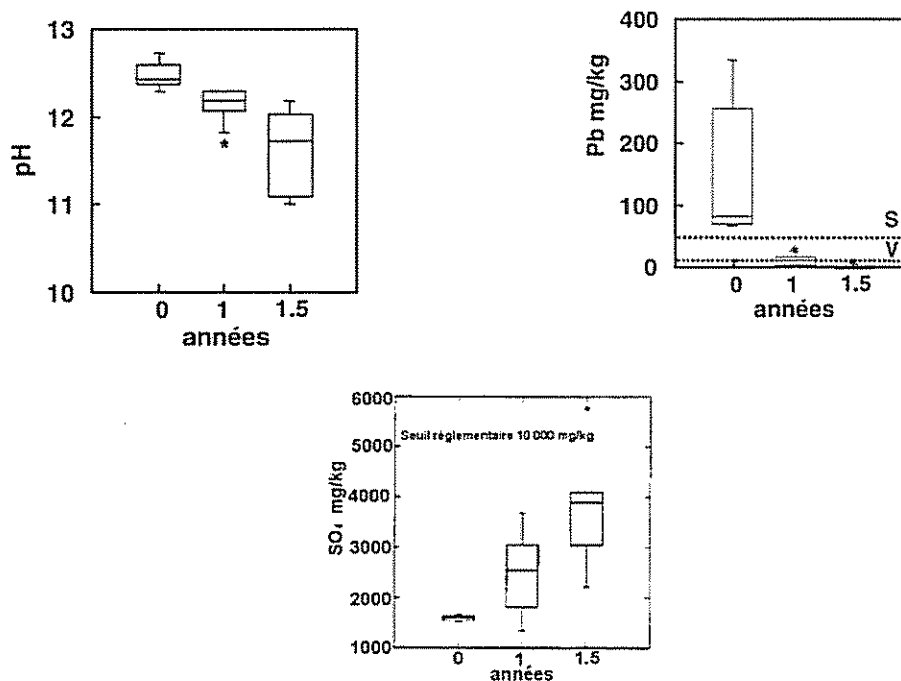 13
12
11
10
pH
0 1 1.5
années
400
300
200
100
0
Pb mg/kg
S
V
0 1 1.5
années
6000
5000
4000
3000
2000
1000
SO₄ mg/kg
Seuil réglementaire 10 000 mg/kg
0 1 1.5
années